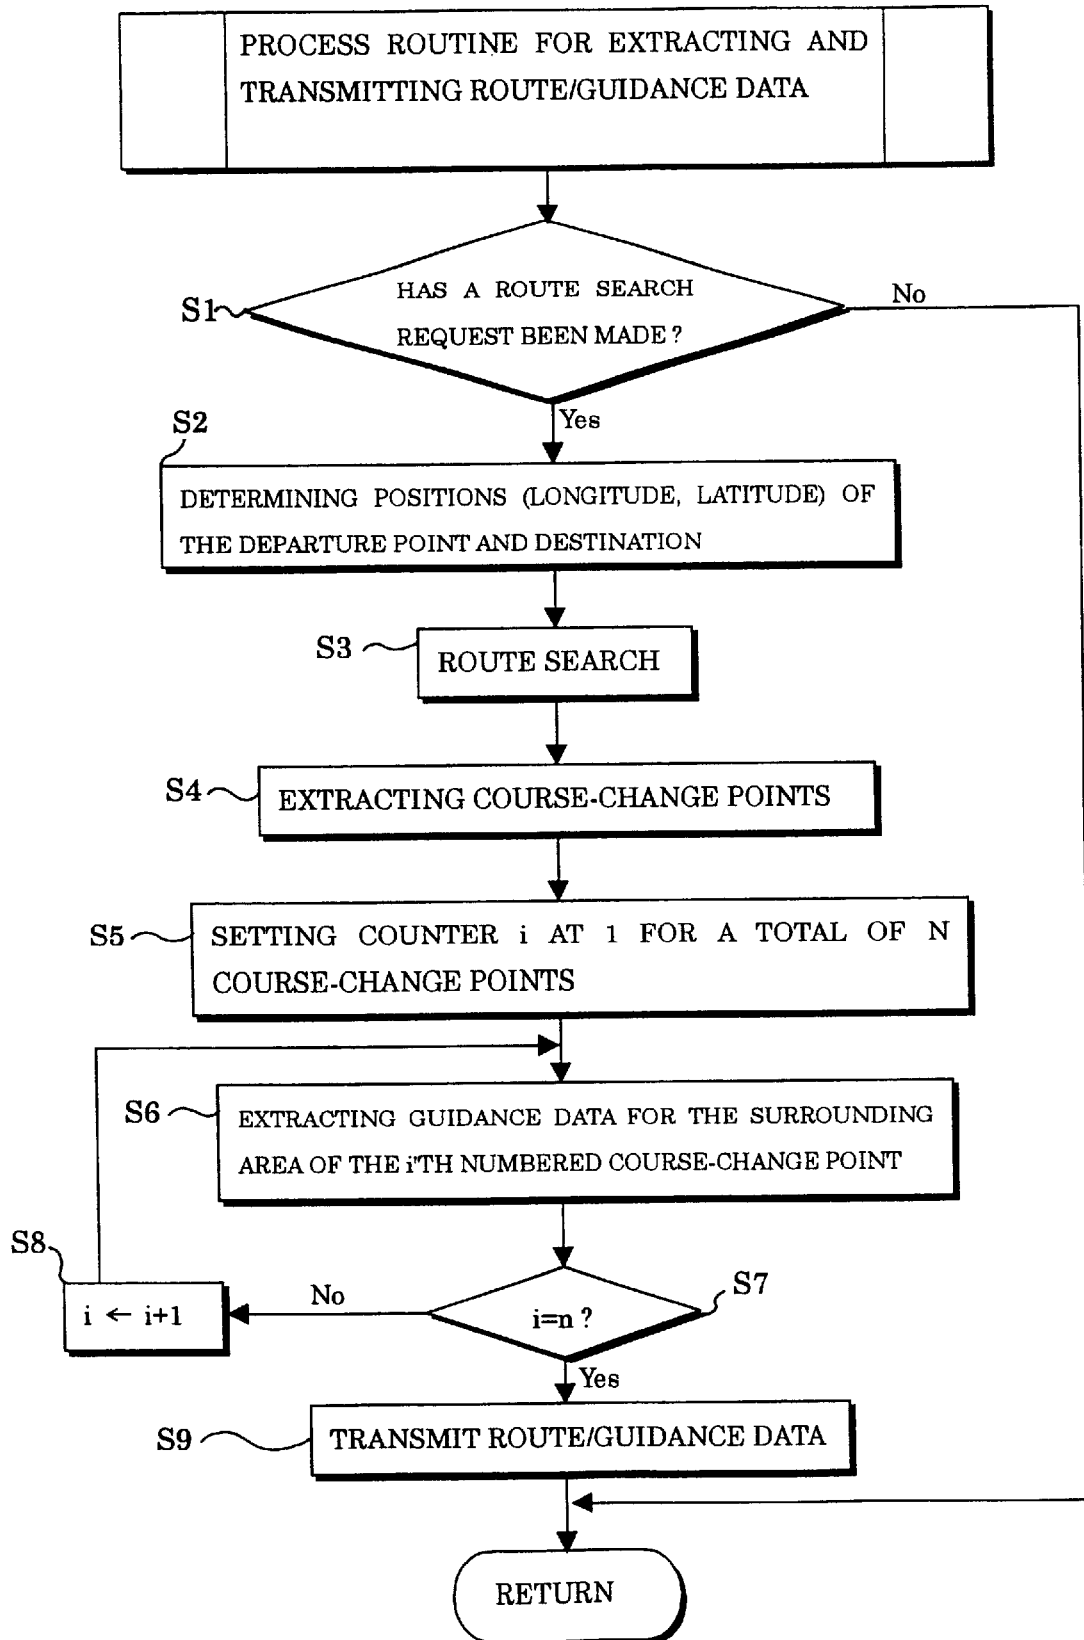 PROCESS ROUTINE FOR EXTRACTING AND
TRANSMITTING ROUTE/GUIDANCE DATA
S1
HAS A ROUTE SEARCH
REQUEST BEEN MADE ?
No
Yes
S2
DETERMINING POSITIONS (LONGITUDE, LATITUDE) OF
THE DEPARTURE POINT AND DESTINATION
S3
ROUTE SEARCH
S4
EXTRACTING COURSE-CHANGE POINTS
S5
SETTING COUNTER i AT 1 FOR A TOTAL OF N
COURSE-CHANGE POINTS
S6
EXTRACTING GUIDANCE DATA FOR THE SURROUNDING
AREA OF THE i'TH NUMBERED COURSE-CHANGE POINT
S8
i ← i+1
No
i=n ?
S7
Yes
S9
TRANSMIT ROUTE/GUIDANCE DATA
RETURN